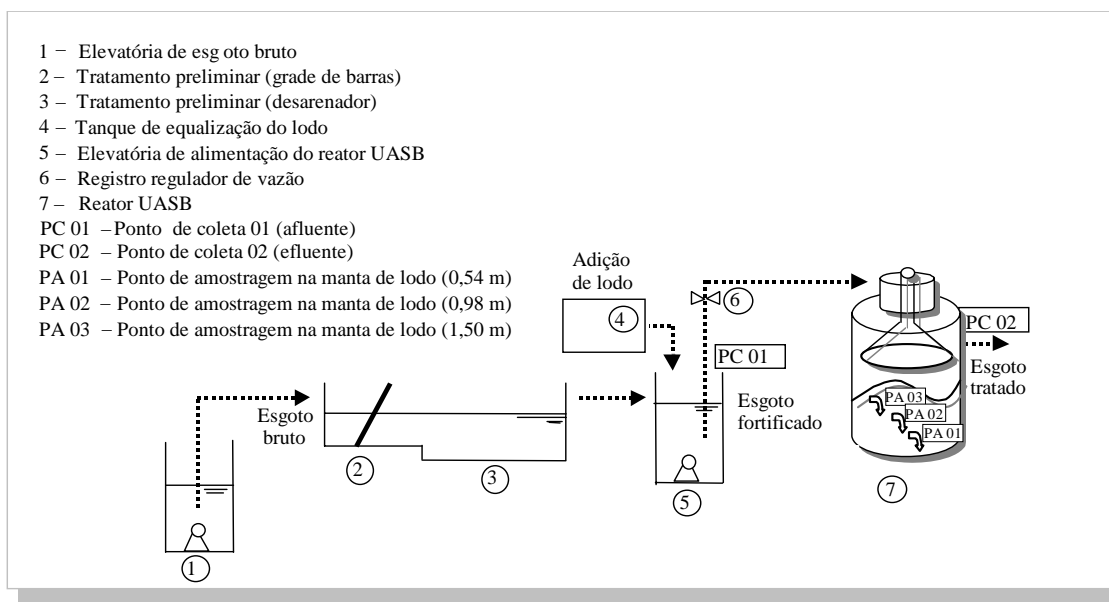 1 – Elevatória de esg oto bruto
2 – Tratamento preliminar (grade de barras)
3 – Tratamento preliminar (desarenador)
4 – Tanque de equalização do lodo
5 – Elevatória de alimentação do reator UASB
6 – Registro regulador de vazão
7 – Reator UASB
PC 01 – Ponto de coleta 01 (afluente)
PC 02 – Ponto de coleta 02 (efluente)
PA 01 – Ponto de amostragem na manta de lodo (0,54 m)
PA 02 – Ponto de amostragem na manta de lodo (0,98 m)
PA 03 – Ponto de amostragem na manta de lodo (1,50 m)
Adição
de lodo
4
6
PC 01
PC 02
Esgoto
tratado
Esgoto
bruto
Esgoto
fortificado
PA 03
PA 02
PA 01
2
3
5
7
1